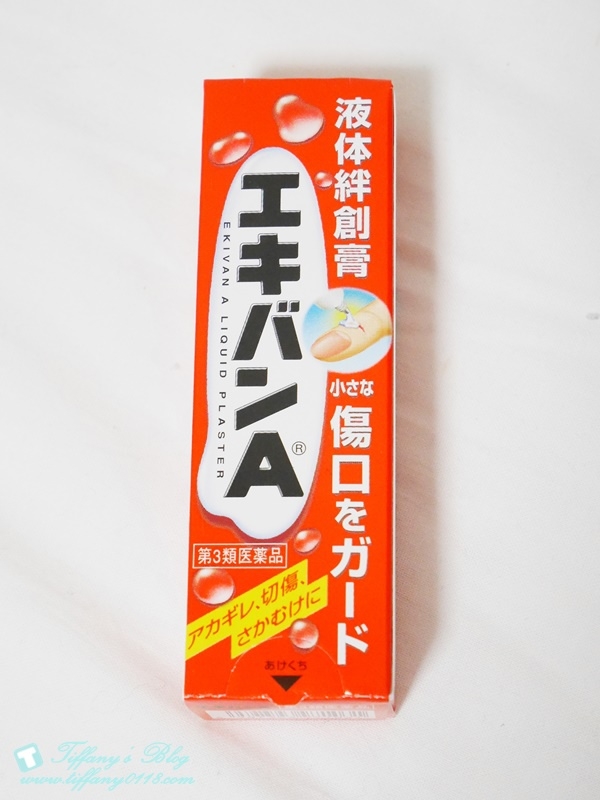 液体絆創膏
小さな
傷口をガード
エキバンA®
EKIVAN A LIQUID PLASTER
第3類医薬品
アカギレ、切傷、
さかむけに
あけくち
Tiffany's Blog
www.tiffany0118.com